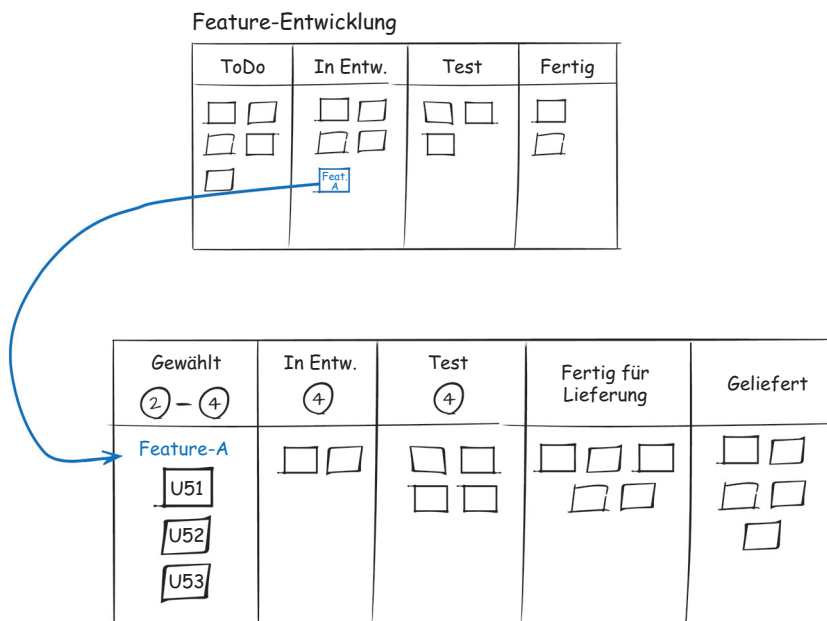 Feature-Entwicklung
ToDo
In Entw.
Test
Fertig
Feat.
A
Gewählt
2 – 4
In Entw.
4
Test
4
Fertig für
Lieferung
Geliefert
Feature-A
U51
U52
U53